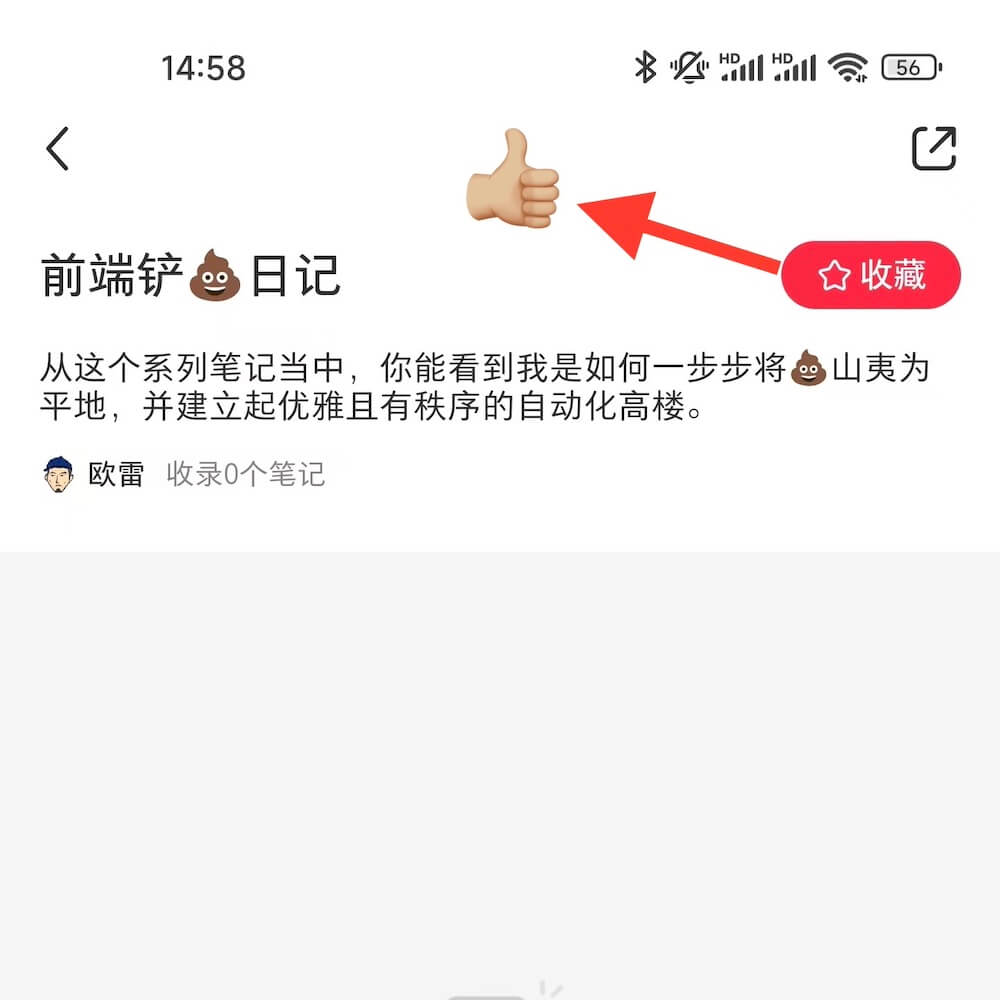 14:58
HD HD 56
前端铲💩日记
收藏
从这个系列笔记当中，你能看到我是如何一步步将💩山夷为
平地，并建立起优雅且有秩序的自动化高楼。
欧雷 收录0个笔记